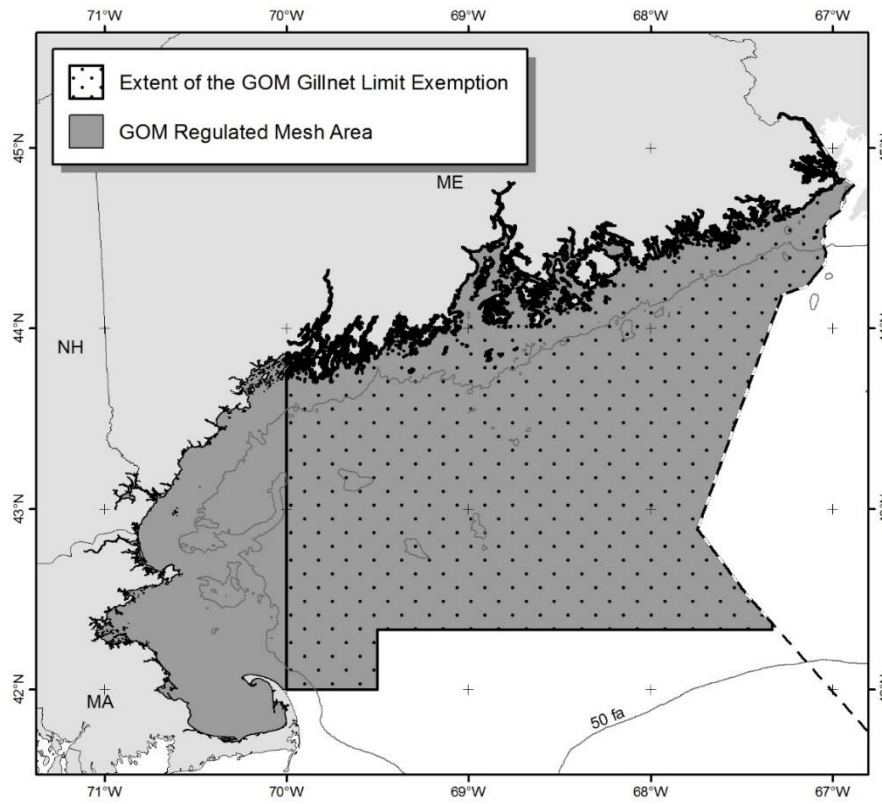 71°W 70°W 69°W 68°W 67°W
Extent of the GOM Gillnet Limit Exemption
GOM Regulated Mesh Area
45°N 45°N
ME
44°N
NH
43°N
42°N
MA
50 fa
71°W 70°W 69°W 68°W 67°W